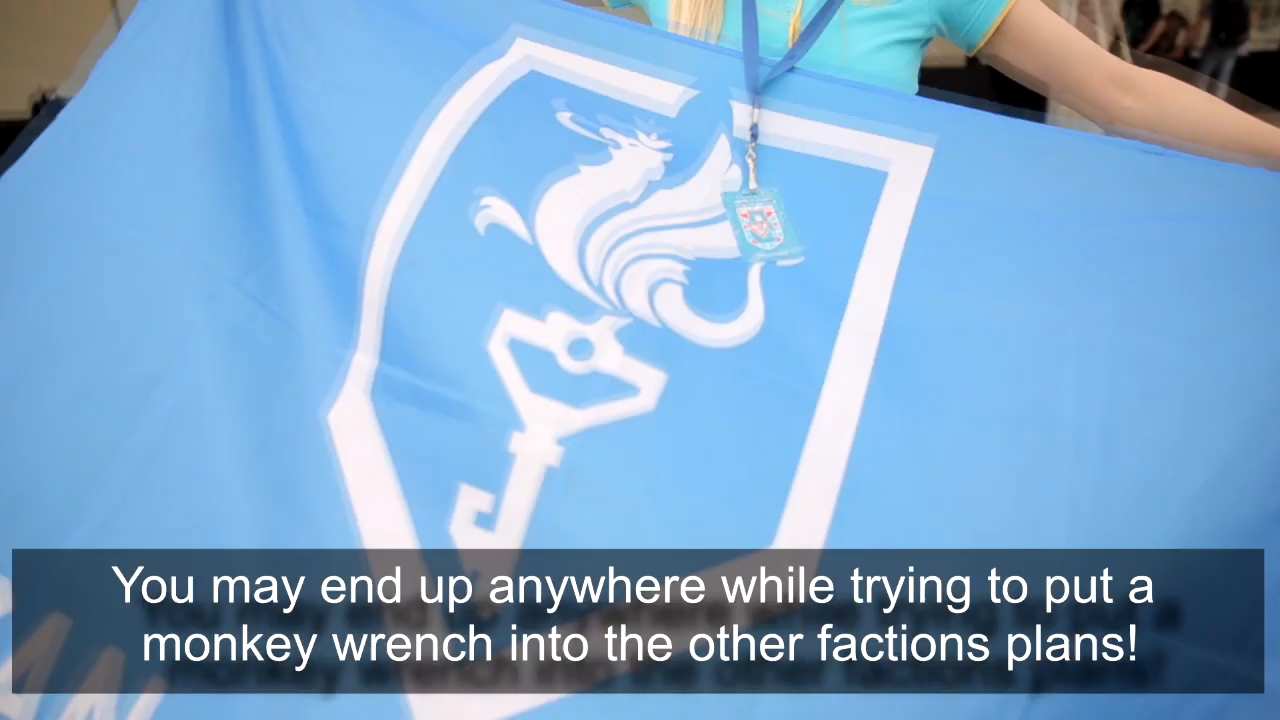 You may end up anywhere while trying to put a
monkey wrench into the other factions plans!